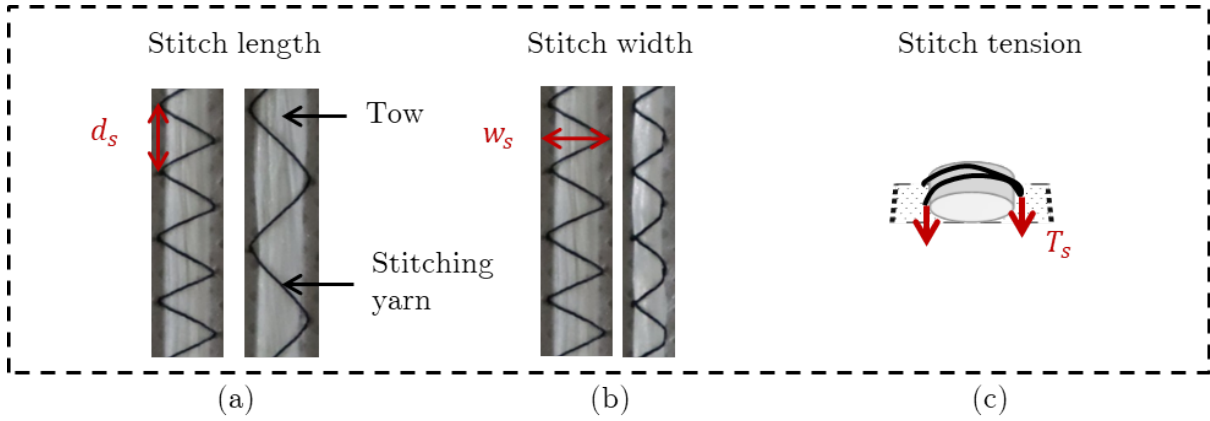 Stitch length
Stitch width
Stitch tension
d_s
Tow
Stitching
yarn
w_s
T_s
(a)
(b)
(c)